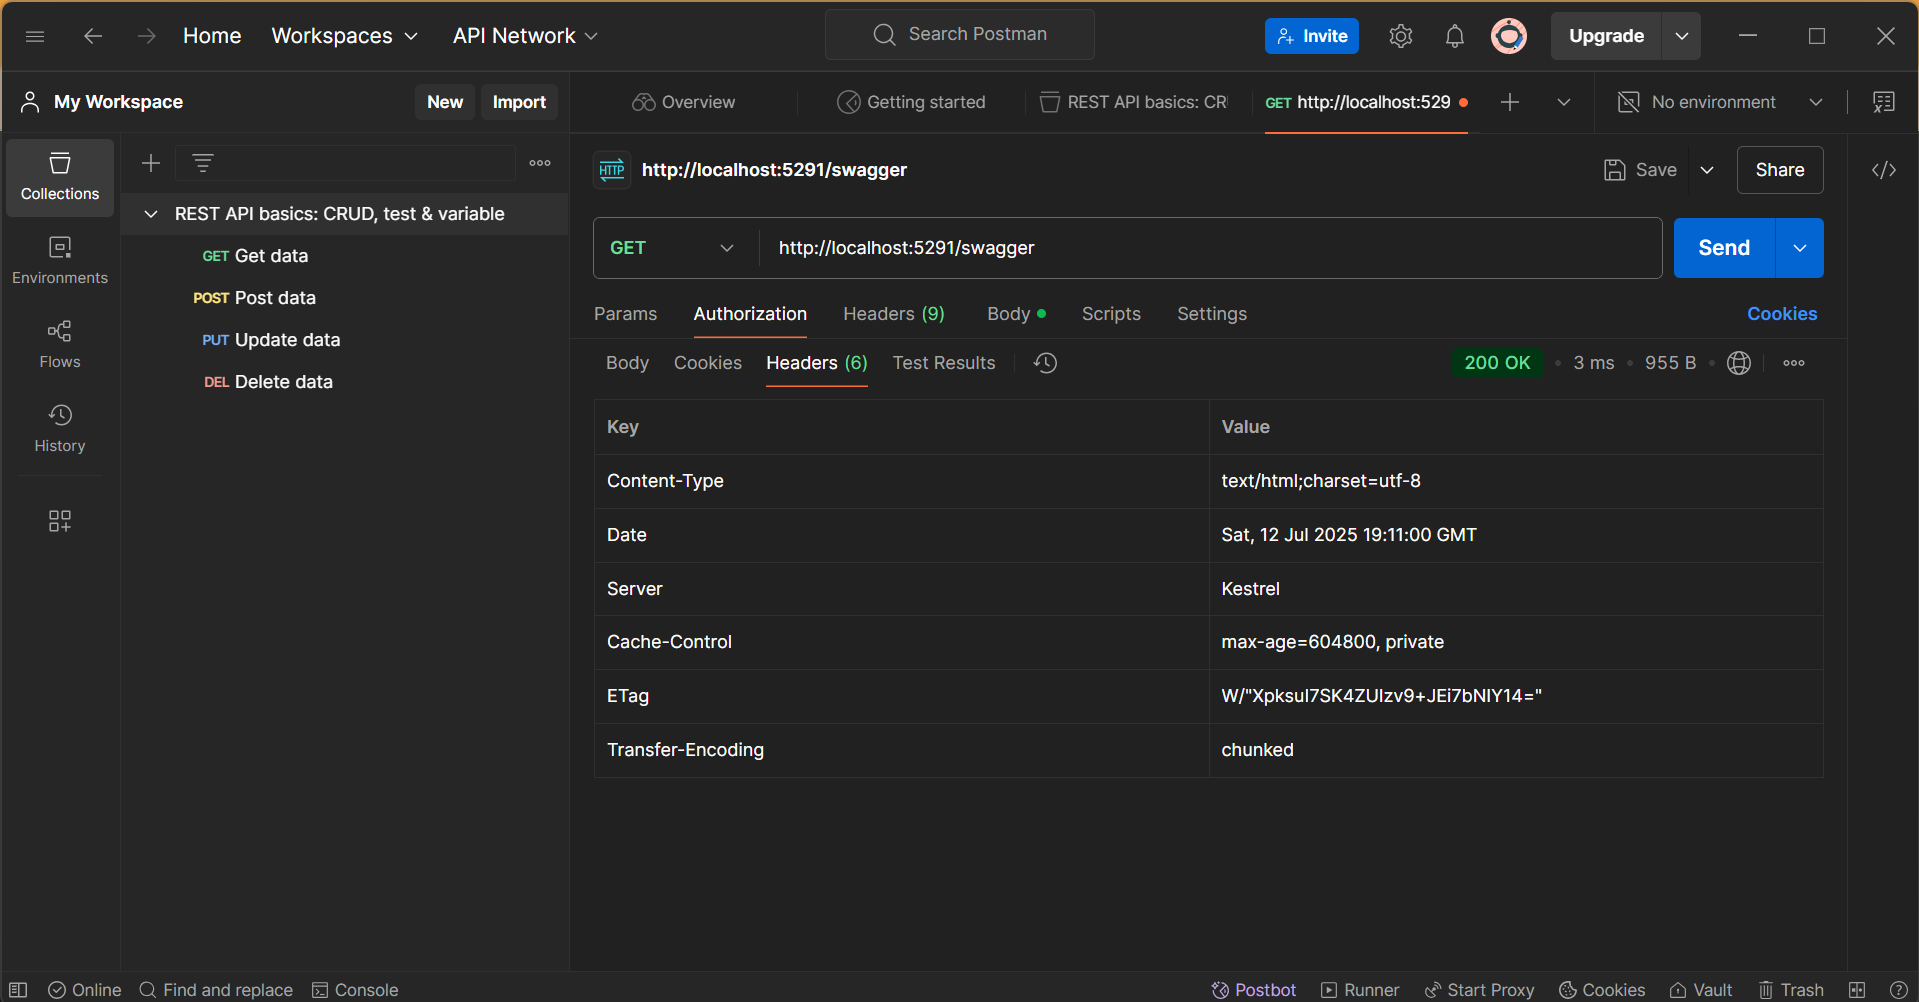 Home Workspaces API Network Search Postman Invite Upgrade
My Workspace New Import Overview Getting started REST API basics: CR GET http://localhost:529 No environment
Collections
Environments
Flows
History
REST API basics: CRUD, test & variable
GET Get data
POST Post data
PUT Update data
DEL Delete data
HTTP http://localhost:5291/swagger Save Share
GET http://localhost:5291/swagger Send
Params Authorization Headers (9) Body Scripts Settings Cookies
Body Cookies Headers (6) Test Results 200 OK • 3 ms • 955 B •
Key Value
Content-Type text/html;charset=utf-8
Date Sat, 12 Jul 2025 19:11:00 GMT
Server Kestrel
Cache-Control max-age=604800, private
ETag W/"XpksuI7SK4ZUIzv9+JEi7bNIY14="
Transfer-Encoding chunked
Online Find and replace Console Postbot Runner Start Proxy Cookies Vault Trash